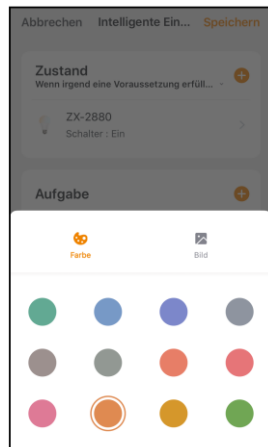 Abbrechen Intelligente Ein... Speichern
Zustand
Wenn irgend eine Voraussetzung erfüll...
ZX-2880
Schalter : Ein
Aufgabe
Farbe Bild